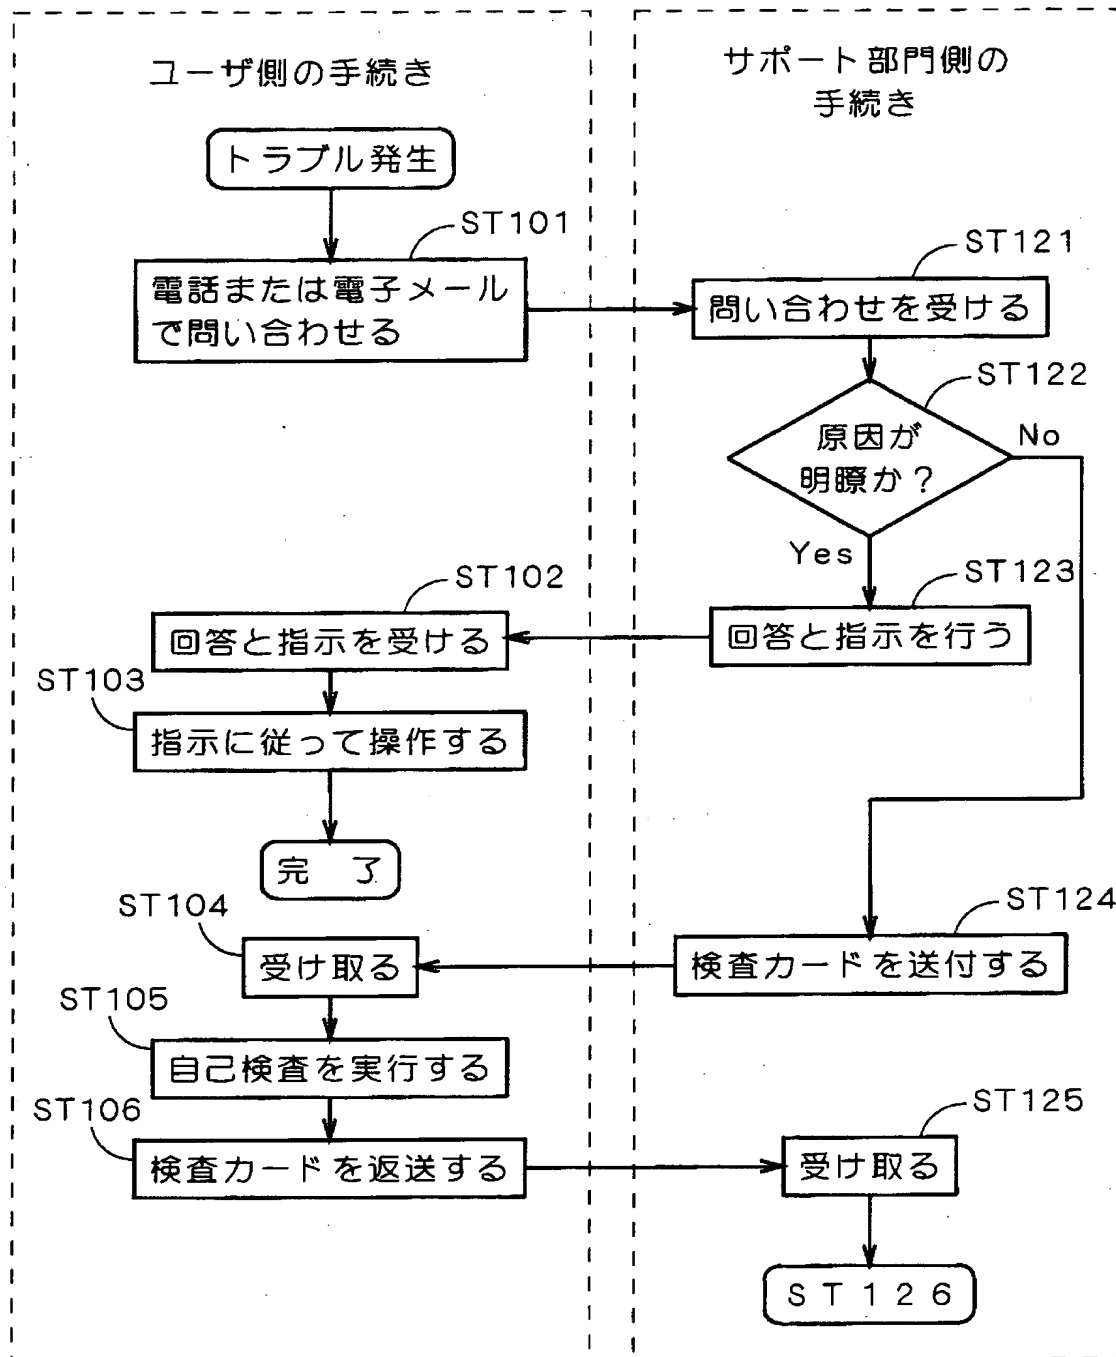 ユーザ側の手続き
サポート部門側の
手続き
トラブル発生
ST101
電話または電子メール
で問い合わせる
ST121
問い合わせを受ける
ST122
原因が
明瞭か?
No
Yes
ST123
回答と指示を行う
ST102
回答と指示を受ける
ST103
指示に従って操作する
完 了
ST124
検査カードを送付する
ST104
受け取る
ST105
自己検査を実行する
ST106
検査カードを返送する
ST125
受け取る
ST126